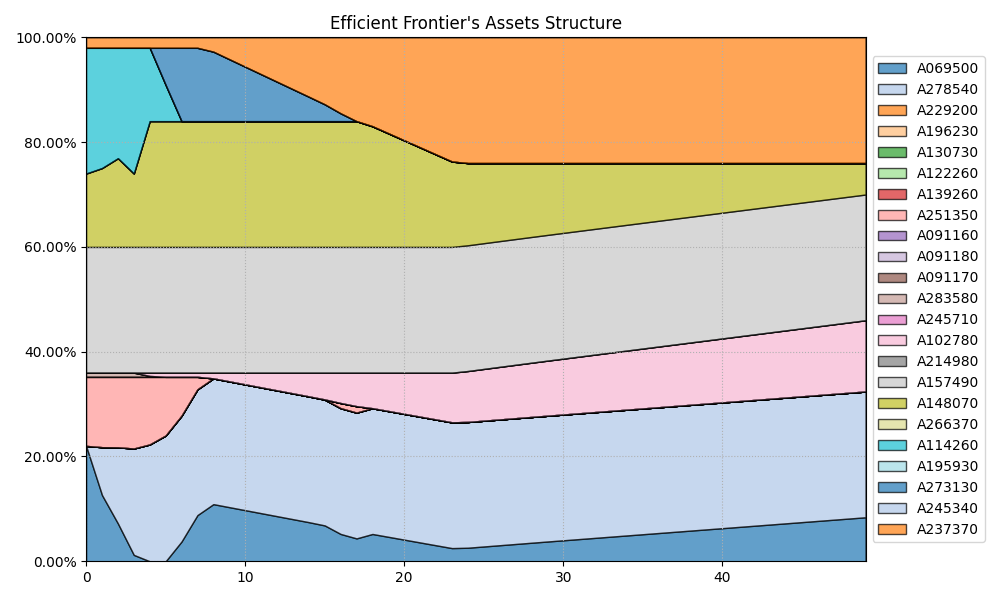 Efficient Frontier's Assets Structure
100.00%
80.00%
60.00%
40.00%
20.00%
0.00%
0
10
20
30
40
A069500
A278540
A229200
A196230
A130730
A122260
A139260
A251350
A091160
A091180
A091170
A283580
A245710
A102780
A214980
A157490
A148070
A266370
A114260
A195930
A273130
A245340
A237370